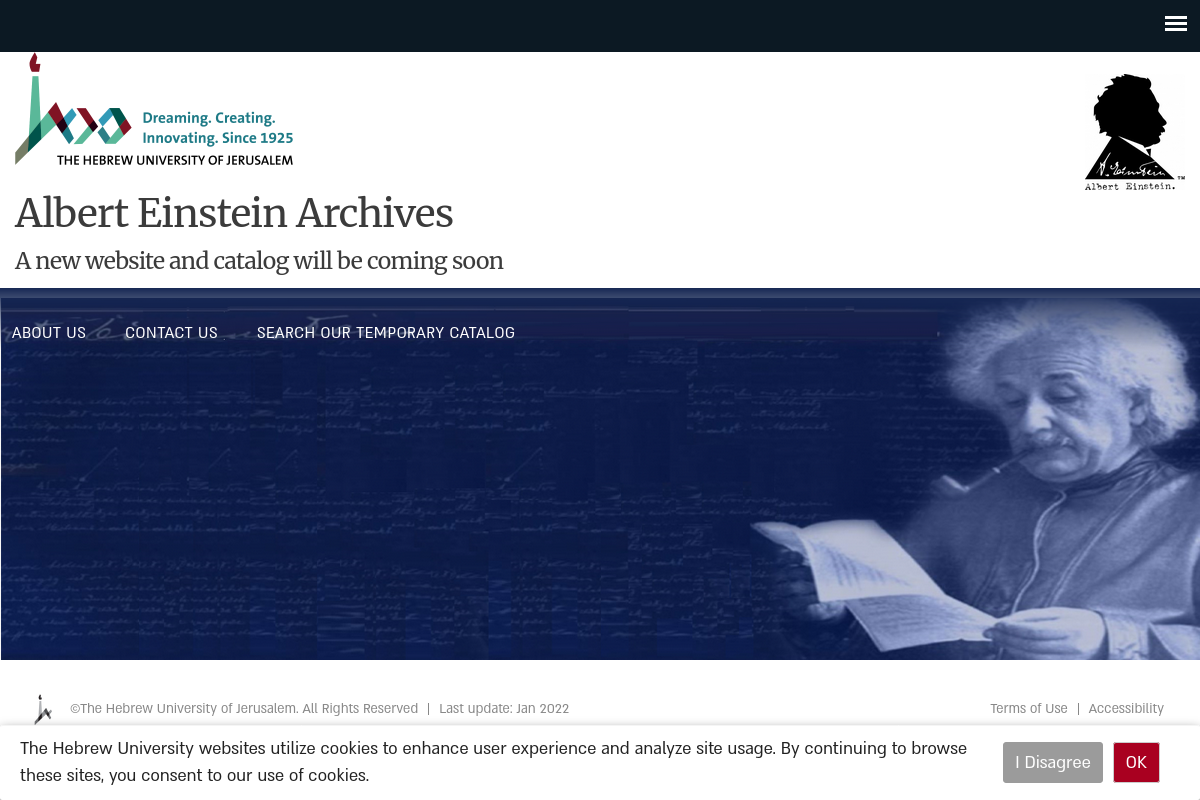 Dreaming. Creating.
Innovating. Since 1925
THE HEBREW UNIVERSITY OF JERUSALEM
A. Einstein
TM
Albert Einstein.
Albert Einstein Archives
A new website and catalog will be coming soon
ABOUT US CONTACT US SEARCH OUR TEMPORARY CATALOG
©The Hebrew University of Jerusalem. All Rights Reserved | Last update: Jan 2022
Terms of Use | Accessibility
The Hebrew University websites utilize cookies to enhance user experience and analyze site usage. By continuing to browse
these sites, you consent to our use of cookies.
I Disagree OK